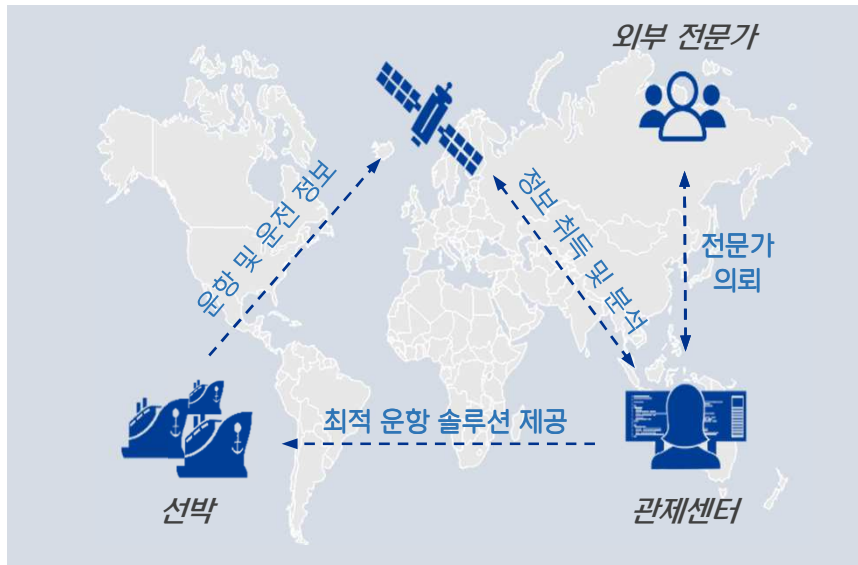 외부 전문가
운항 및 운전 정보
정보 취득 및 분석
전문가
의뢰
최적 운항 솔루션 제공
선박
관제센터